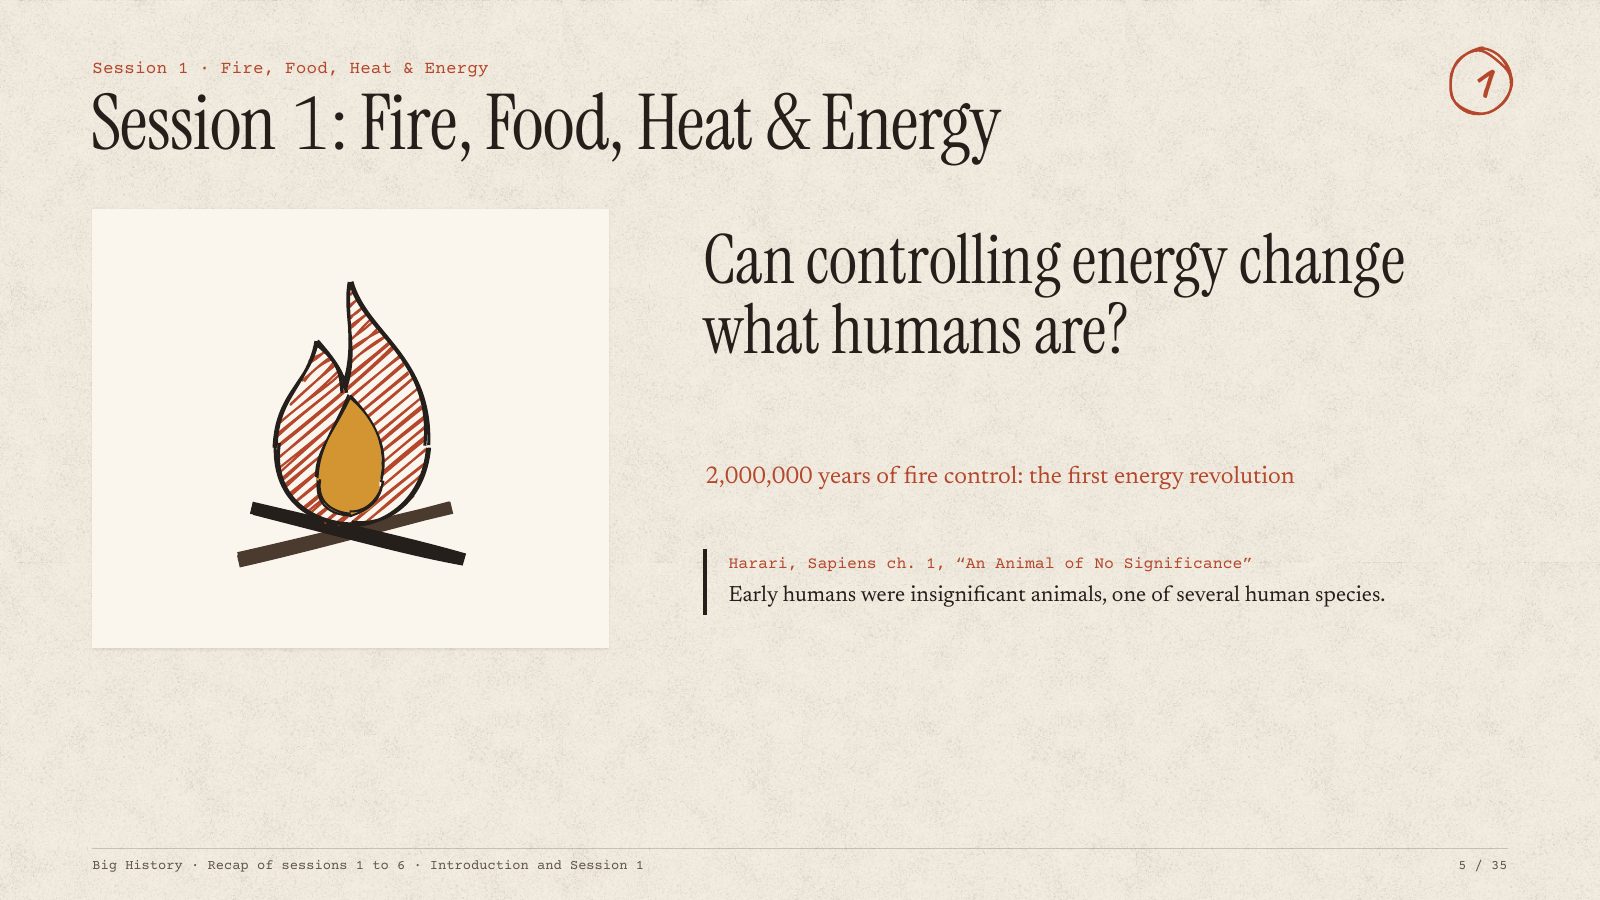 Session 1 · Fire, Food, Heat & Energy
Session 1: Fire, Food, Heat & Energy
1
Can controlling energy change
what humans are?
2,000,000 years of fire control: the first energy revolution
Harari, Sapiens ch. 1, “An Animal of No Significance”
Early humans were insignificant animals, one of several human species.
Big History · Recap of sessions 1 to 6 · Introduction and Session 1
5 / 35